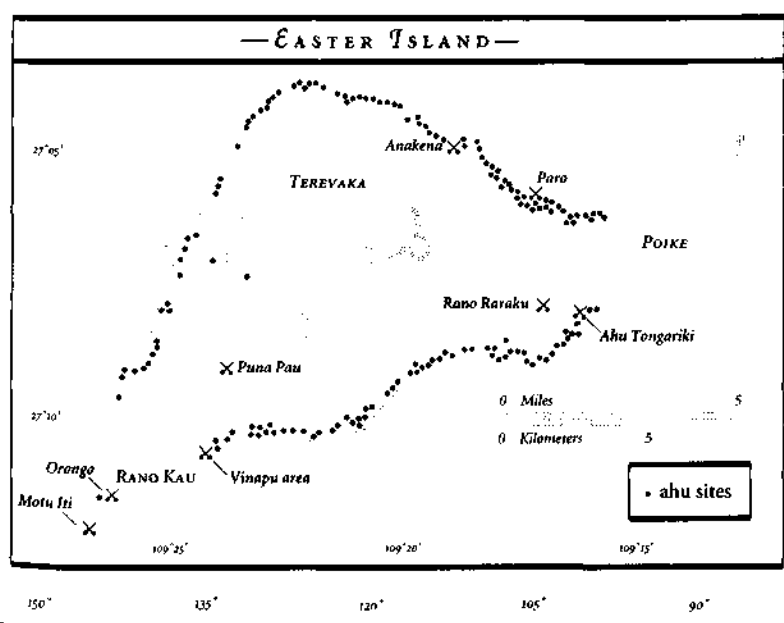 —EASTER ISLAND—
27°05'
Anakena
Paro
TEREVAKA
POIKE
Rano Raraku
Ahu Tongariki
Puna Pau
0 Miles 5
27°10'
0 Kilometers 5
Orongo
RANO KAU
Vinapu area
Motu Iti
• ahu sites
109°25'
109°20'
109°15'
150° 135° 120° 105° 90°